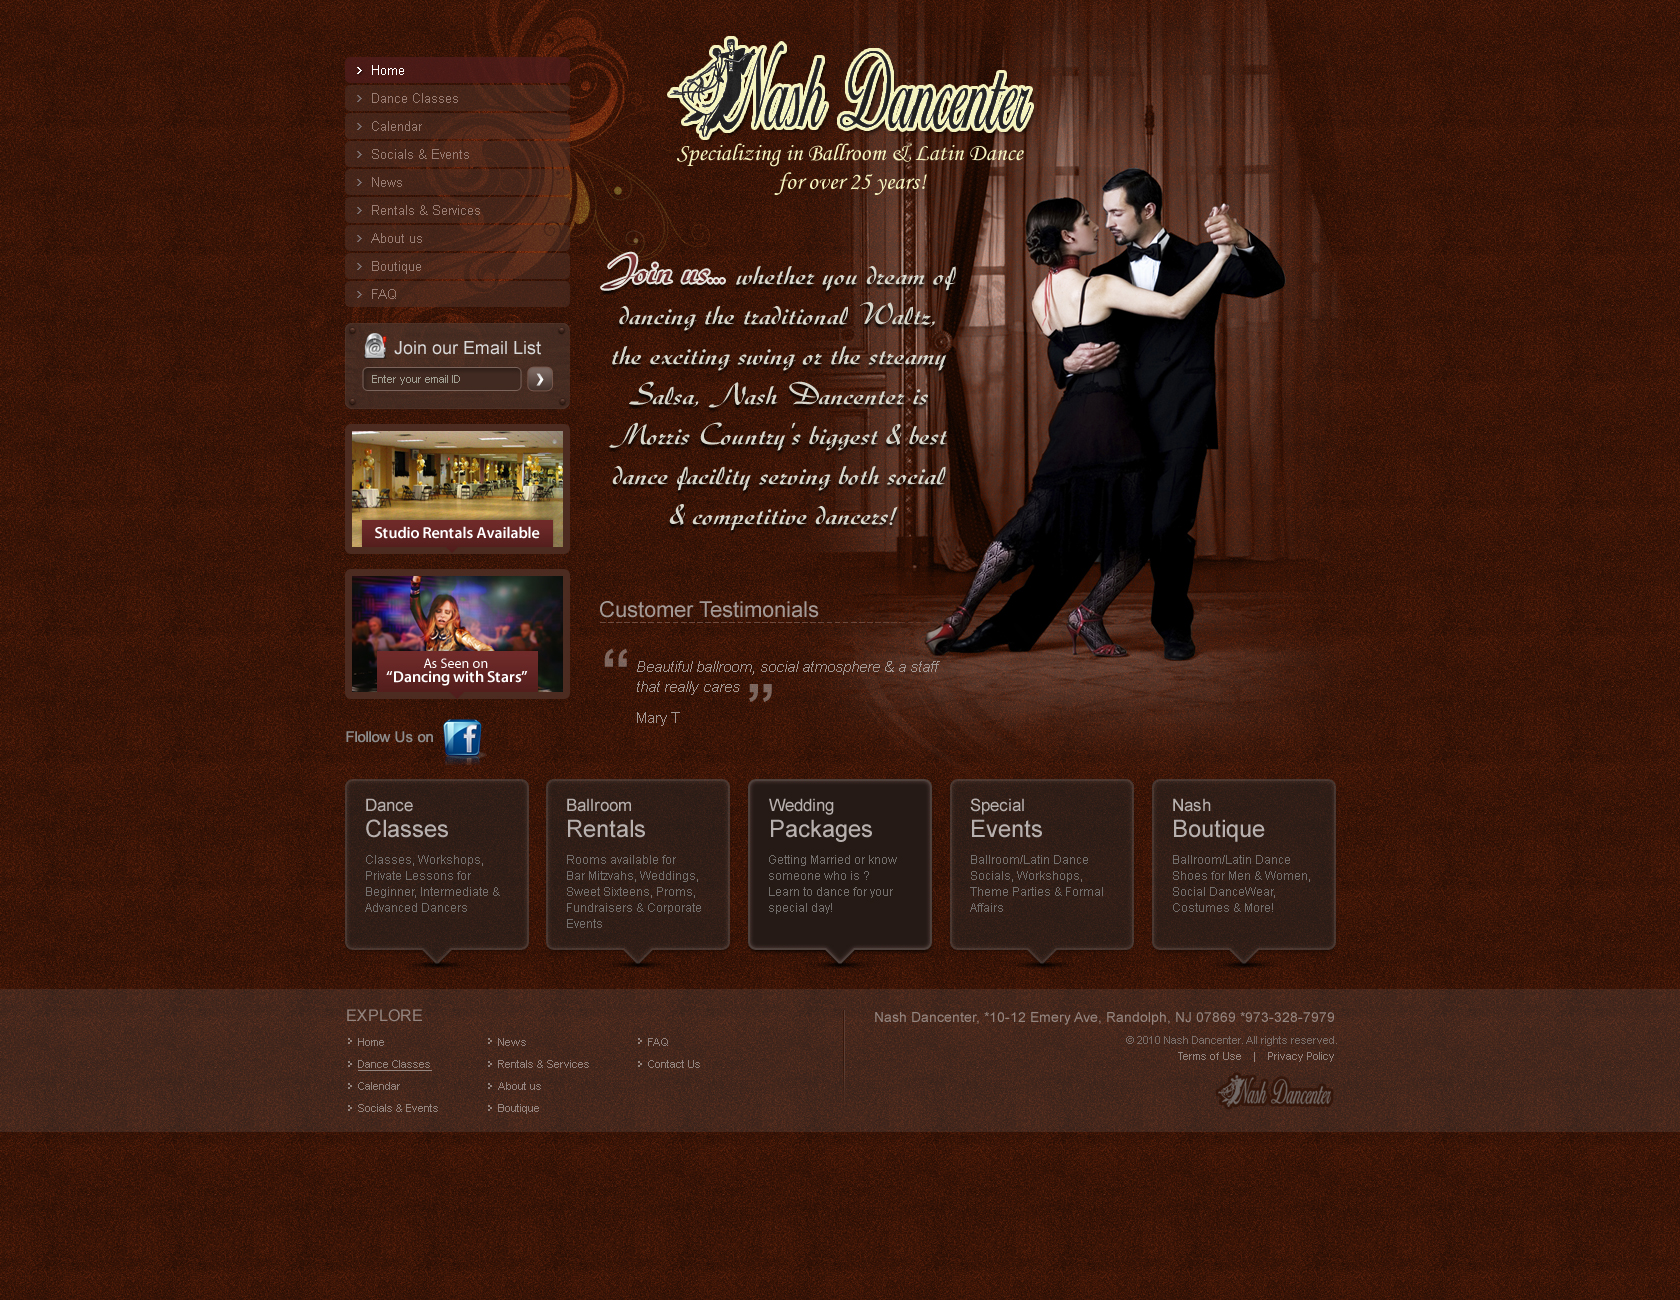 Home
Dance Classes
Calendar
Socials & Events
News
Rentals & Services
About us
Boutique
FAQ
Nash Dancenter
Specializing in Ballroom & Latin Dance
for over 25 years!
Join us... whether you dream of
dancing the traditional Waltz,
the exciting swing or the streamy
Salsa, Nash Dancenter is
Morris Country's biggest & best
dance facility serving both social
& competitive dancers!
Join our Email List
Enter your email ID
Studio Rentals Available
As Seen on
“Dancing with Stars”
Flollow Us on
f
Customer Testimonials
“ Beautiful ballroom, social atmosphere & a staff
that really cares ”
Mary T
Dance
Classes
Classes, Workshops,
Private Lessons for
Beginner, Intermediate &
Advanced Dancers
Ballroom
Rentals
Rooms available for
Bar Mitzvahs, Weddings,
Sweet Sixteens, Proms,
Fundraisers & Corporate
Events
Wedding
Packages
Getting Married or know
someone who is ?
Learn to dance for your
special day!
Special
Events
Ballroom/Latin Dance
Socials, Workshops,
Theme Parties & Formal
Affairs
Nash
Boutique
Ballroom/Latin Dance
Shoes for Men & Women,
Social DanceWear,
Costumes & More!
EXPLORE
Home
Dance Classes
Calendar
Socials & Events
News
Rentals & Services
About us
Boutique
FAQ
Contact Us
Nash Dancenter, *10-12 Emery Ave, Randolph, NJ 07869 *973-328-7979
© 2010 Nash Dancenter. All rights reserved.
Terms of Use | Privacy Policy
Nash Dancenter